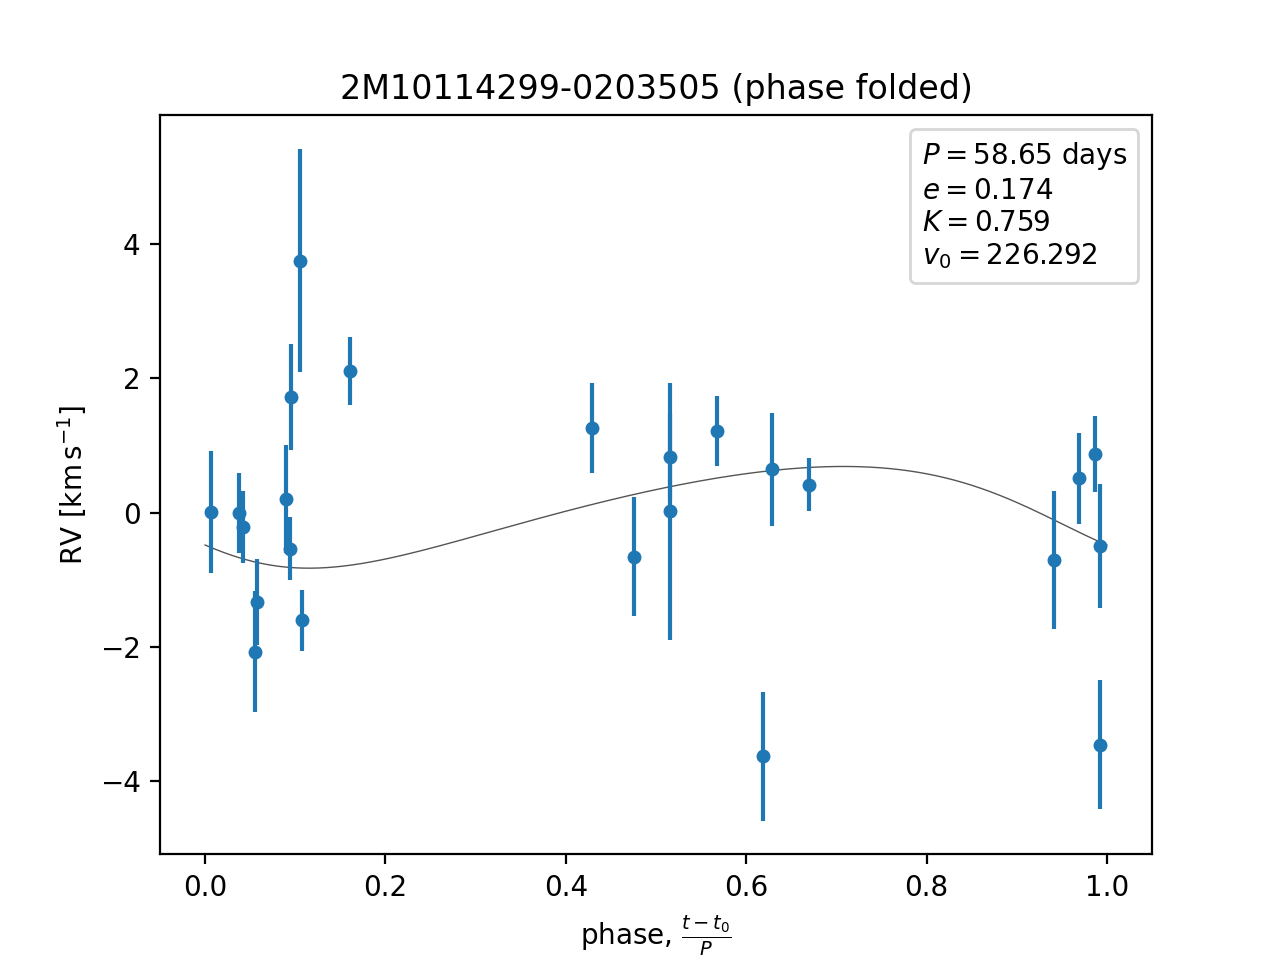 2M10114299-0203505 (phase folded)
P = 58.65 days
e = 0.174
K = 0.759
v₀ = 226.292
RV [km s⁻¹]
4
2
0
−2
−4
0.0 0.2 0.4 0.6 0.8 1.0
phase, (t − t₀)/P